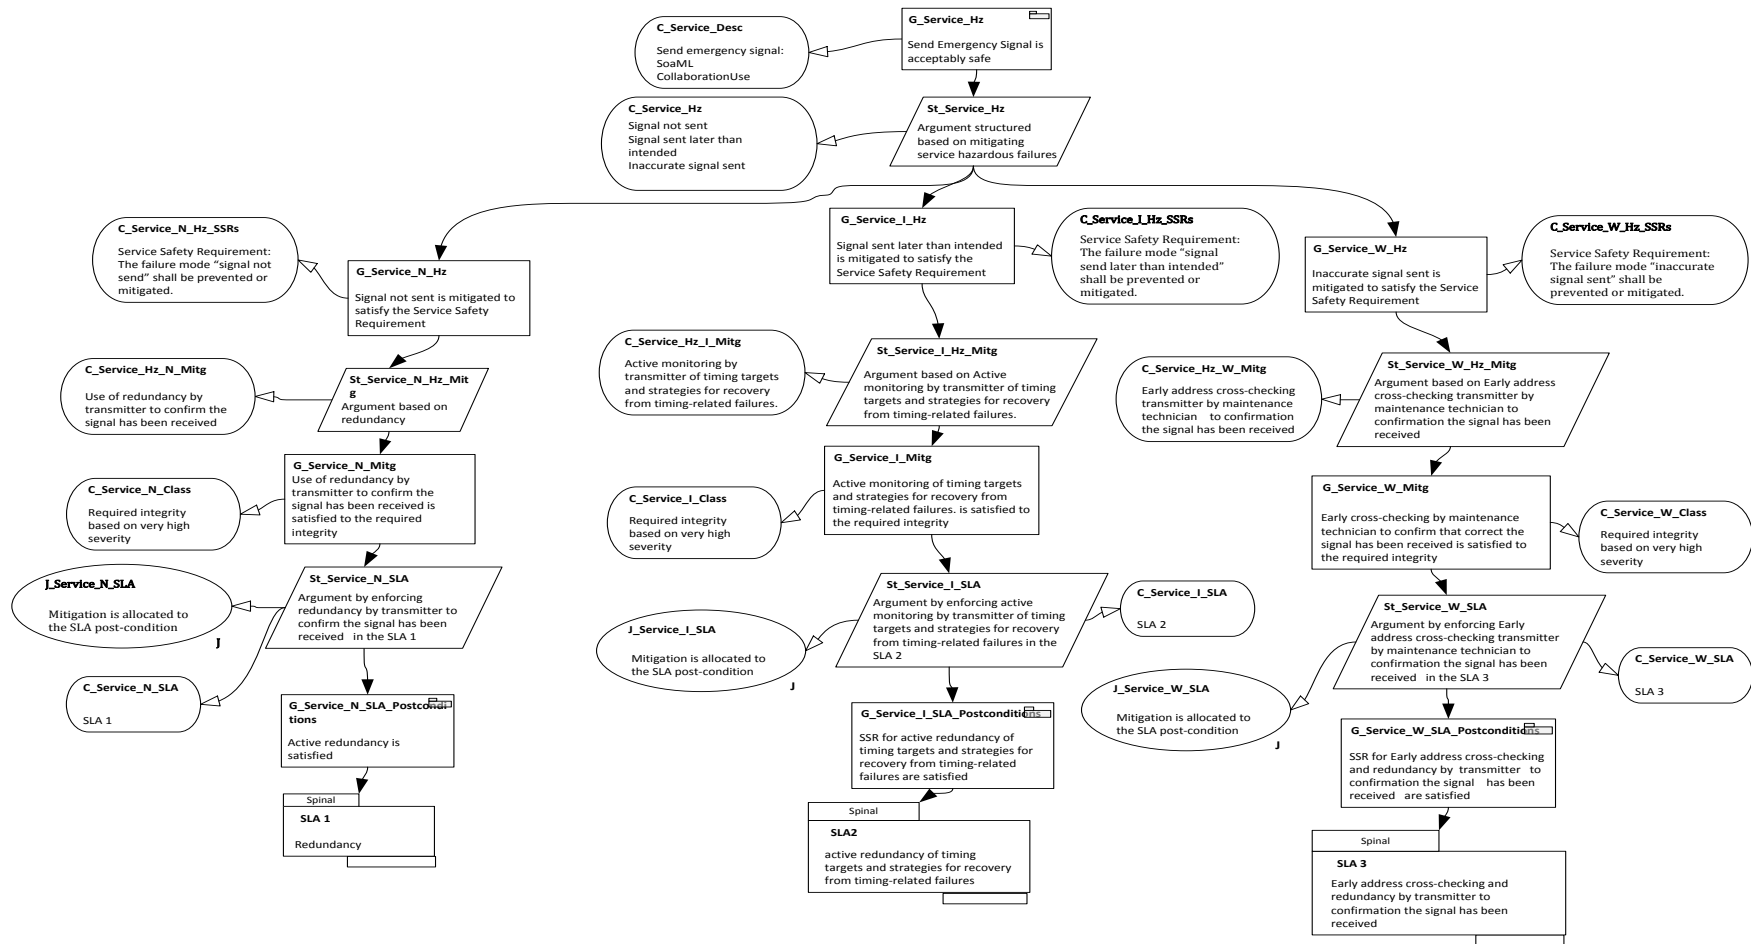 G_Service_Hz
Send Emergency Signal is
acceptably safe
C_Service_Desc
Send emergency signal:
SoaML
CollaborationUse
C_Service_Hz
Signal not sent
Signal sent later than
intended
Inaccurate signal sent
St_Service_Hz
Argument structured
based on mitigating
service hazardous failures
C_Service_N_Hz_SSRs
Service Safety Requirement:
The failure mode “signal not
send” shall be prevented or
mitigated.
G_Service_N_Hz
Signal not sent is mitigated to
satisfy the Service Safety
Requirement
C_Service_Hz_N_Mitg
Use of redundancy by
transmitter to confirm the
signal has been received
St_Service_N_Hz_Mit
g
Argument based on
redundancy
G_Service_N_Mitg
Use of redundancy by
transmitter to confirm the
signal has been received is
satisfied to the required
integrity
C_Service_N_Class
Required integrity
based on very high
severity
J_Service_N_SLA
Mitigation is allocated to
the SLA post-condition
J
St_Service_N_SLA
Argument by enforcing
redundancy by transmitter to
confirm the signal has been
received in the SLA 1
C_Service_N_SLA
SLA 1
G_Service_N_SLA_Postcondi
tions
Active redundancy is
satisfied
Spinal
SLA 1
Redundancy
G_Service_I_Hz
Signal sent later than intended
is mitigated to satisfy the
Service Safety Requirement
C_Service_I_Hz_SSRs
Service Safety Requirement:
The failure mode “signal
send later than intended”
shall be prevented or
mitigated.
C_Service_Hz_I_Mitg
Active monitoring by
transmitter of timing targets
and strategies for recovery
from timing-related failures.
St_Service_I_Hz_Mitg
Argument based on Active
monitoring by transmitter of timing
targets and strategies for recovery
from timing-related failures.
G_Service_I_Mitg
Active monitoring of timing targets
and strategies for recovery from
timing-related failures. is satisfied to
the required integrity
C_Service_I_Class
Required integrity
based on very high
severity
St_Service_I_SLA
Argument by enforcing active
monitoring by transmitter of timing
targets and strategies for recovery
from timing-related failures in the
SLA 2
C_Service_I_SLA
SLA 2
J_Service_I_SLA
Mitigation is allocated to
the SLA post-condition
J
G_Service_I_SLA_Postconditions
SSR for active redundancy of
timing targets and strategies for
recovery from timing-related
failures are satisfied
Spinal
SLA2
active redundancy of timing
targets and strategies for recovery
from timing-related failures
G_Service_W_Hz
Inaccurate signal sent is
mitigated to satisfy the Service
Safety Requirement
C_Service_W_Hz_SSRs
Service Safety Requirement:
The failure mode “inaccurate
signal sent” shall be
prevented or mitigated.
C_Service_Hz_W_Mitg
Early address cross-checking
transmitter by maintenance
technician to confirmation
the signal has been received
St_Service_W_Hz_Mitg
Argument based on Early address
cross-checking transmitter by
maintenance technician to
confirmation the signal has been
received
G_Service_W_Mitg
Early cross-checking by maintenance
technician to confirm that correct the
signal has been received is satisfied to
the required integrity
C_Service_W_Class
Required integrity
based on very high
severity
St_Service_W_SLA
Argument by enforcing Early
address cross-checking transmitter
by maintenance technician to
confirmation the signal has been
received in the SLA 3
C_Service_W_SLA
SLA 3
J_Service_W_SLA
Mitigation is allocated to
the SLA post-condition
J
G_Service_W_SLA_Postconditions
SSR for Early address cross-checking
and redundancy by transmitter to
confirmation the signal has been
received are satisfied
Spinal
SLA 3
Early address cross-checking and
redundancy by transmitter to
confirmation the signal has been
received